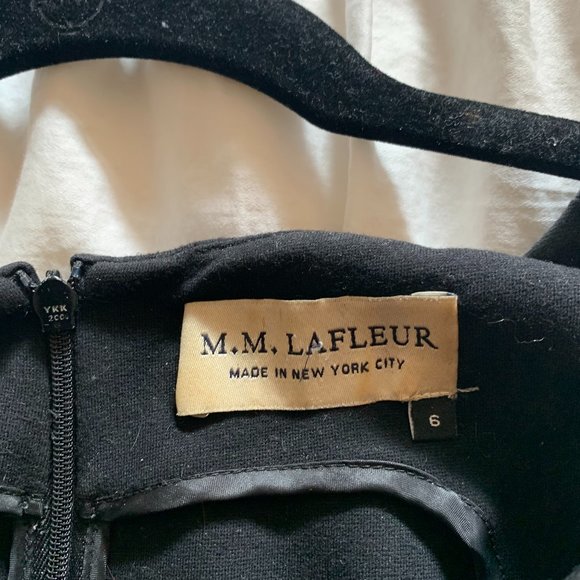 YKK
M.M. LAFLEUR
MADE IN NEW YORK CITY
6